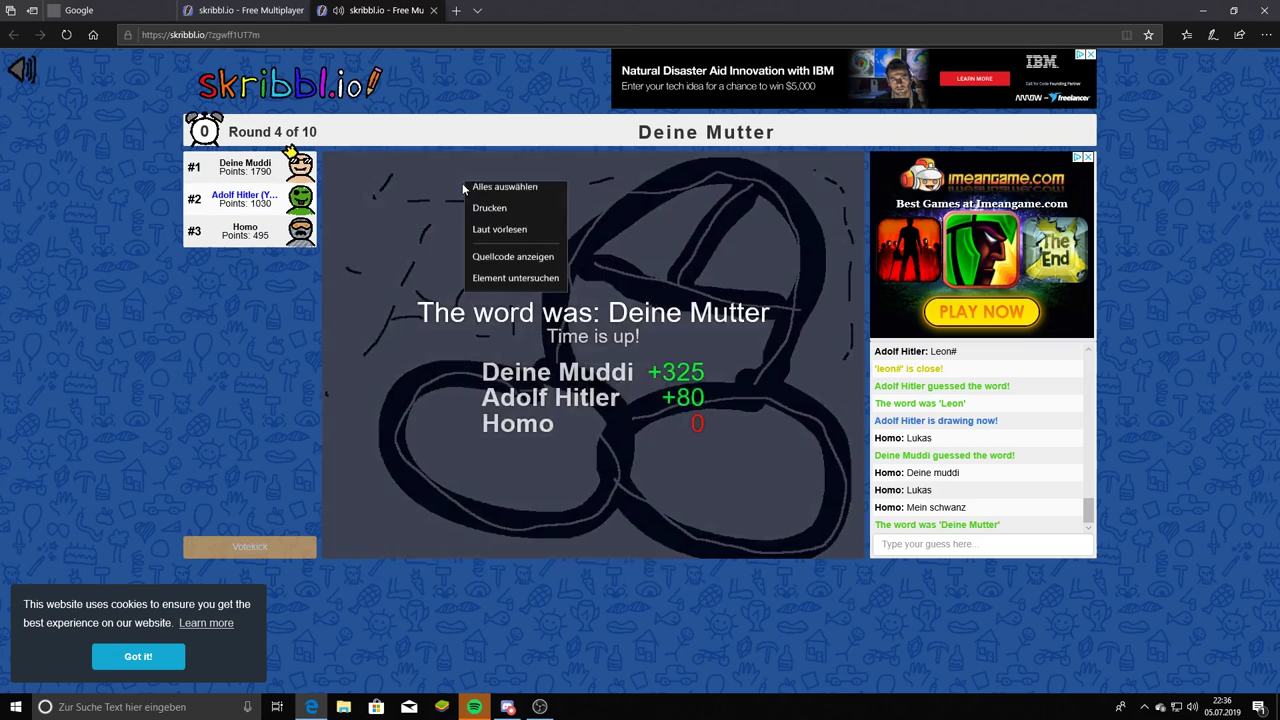 Google
skribbl.io - Free Multiplayer
skribbl.io - Free Mu
https://skribbl.io/?zgwff1UT7m
skribbl.io!
Natural Disaster Aid Innovation with IBM
Enter your tech idea for a chance to win $5,000
LEARN MORE
IBM
Call for Code Founding Partner
ARROW
freelancer
0
Round 4 of 10
Deine Mutter
#1
Deine Muddi
Points: 1790
#2
Adolf Hitler (Y...
Points: 1030
#3
Homo
Points: 495
Alles auswählen
Drucken
Laut vorlesen
Quellcode anzeigen
Element untersuchen
The word was: Deine Mutter
Time is up!
Deine Muddi +325
Adolf Hitler +80
Homo 0
imeangame.com
Best Games at Imeangame.com
The End
PLAY NOW
Adolf Hitler: Leon#
'leon#' is close!
Adolf Hitler guessed the word!
The word was 'Leon'
Adolf Hitler is drawing now!
Homo: Lukas
Deine Muddi guessed the word!
Homo: Deine muddi
Homo: Lukas
Homo: Mein schwanz
The word was 'Deine Mutter'
Type your guess here...
Votekick
This website uses cookies to ensure you get the
best experience on our website. Learn more
Got it!
Zur Suche Text hier eingeben
22:36
05.07.2019